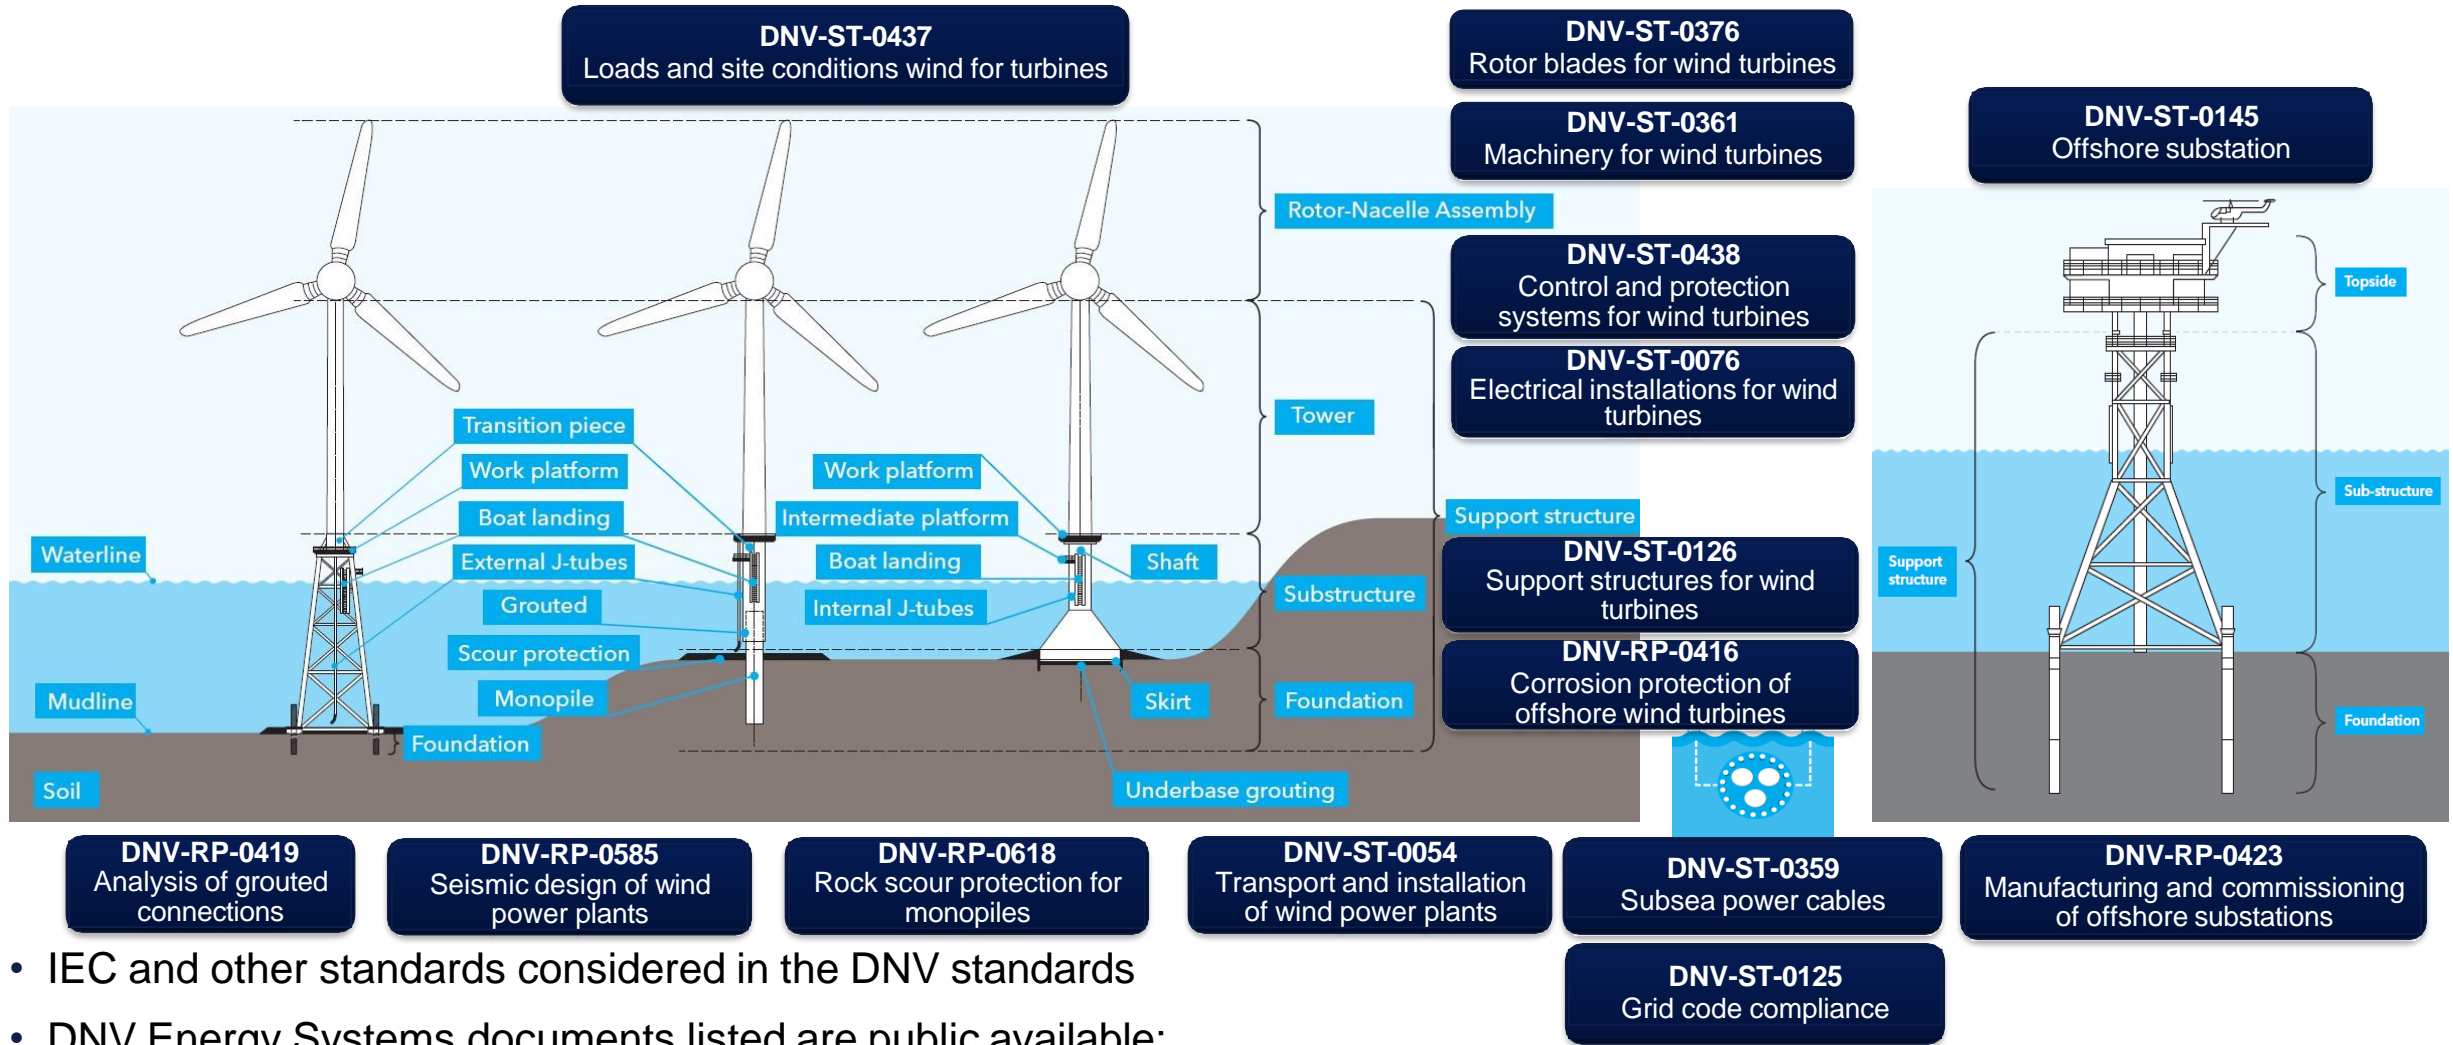 DNV-ST-0437
Loads and site conditions wind for turbines
DNV-ST-0376
Rotor blades for wind turbines
DNV-ST-0361
Machinery for wind turbines
DNV-ST-0145
Offshore substation
Rotor-Nacelle Assembly
DNV-ST-0438
Control and protection
systems for wind turbines
Topside
DNV-ST-0076
Electrical installations for wind
turbines
Tower
Transition piece
Work platform
Boat landing
External J-tubes
Grouted
Scour protection
Monopile
Foundation
Work platform
Intermediate platform
Boat landing
Internal J-tubes
Shaft
Skirt
Underbase grouting
Waterline
Mudline
Soil
Substructure
Foundation
Support structure
DNV-ST-0126
Support structures for wind
turbines
DNV-RP-0416
Corrosion protection of
offshore wind turbines
Support
structure
Sub-structure
Foundation
DNV-RP-0419
Analysis of grouted
connections
DNV-RP-0585
Seismic design of wind
power plants
DNV-RP-0618
Rock scour protection for
monopiles
DNV-ST-0054
Transport and installation
of wind power plants
DNV-ST-0359
Subsea power cables
DNV-RP-0423
Manufacturing and commissioning
of offshore substations
DNV-ST-0125
Grid code compliance
• IEC and other standards considered in the DNV standards
• DNV Energy Systems documents listed are public available: